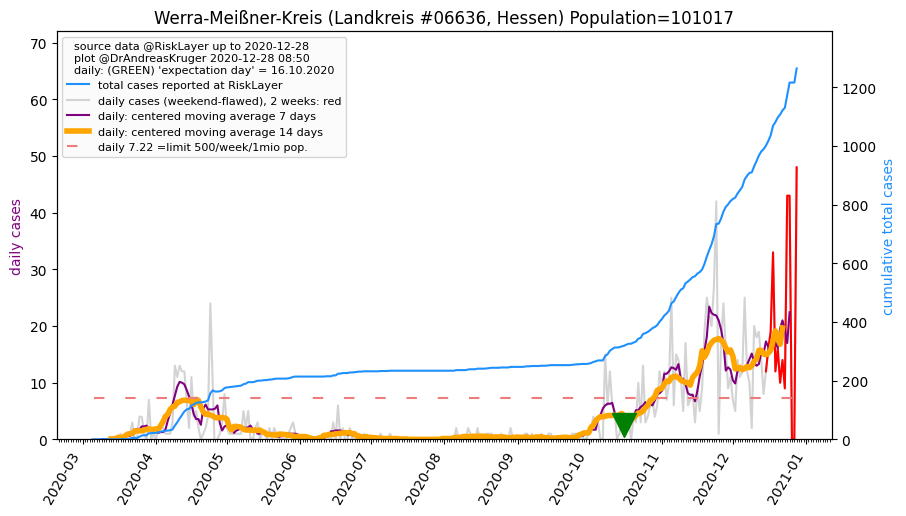 Werra-Meißner-Kreis (Landkreis #06636, Hessen) Population=101017
source data @RiskLayer up to 2020-12-28
plot @DrAndreasKruger 2020-12-28 08:50
daily: (GREEN) 'expectation day' = 16.10.2020
total cases reported at RiskLayer
daily cases (weekend-flawed), 2 weeks: red
daily: centered moving average 7 days
daily: centered moving average 14 days
daily 7.22 =limit 500/week/1mio pop.
daily cases
70
60
50
40
30
20
10
0
cumulative total cases
1200
1000
800
600
400
200
0
2020-03
2020-04
2020-05
2020-06
2020-07
2020-08
2020-09
2020-10
2020-11
2020-12
2021-01